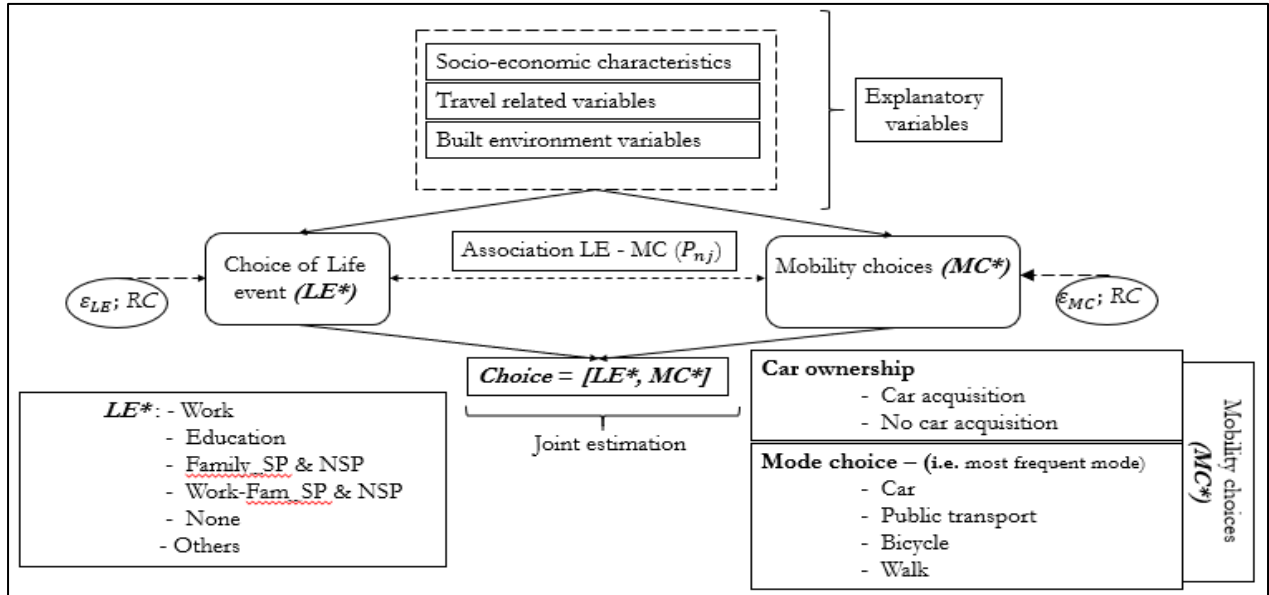 Socio-economic characteristics
Travel related variables
Built environment variables
Explanatory
variables
Choice of Life
event (LE*)
Association LE - MC (Pnj)
Mobility choices (MC*)
εLE; RC
εMC; RC
Choice = [LE*, MC*]
Joint estimation
LE* : - Work
- Education
- Family_SP & NSP
- Work-Fam_SP & NSP
- None
- Others
Car ownership
- Car acquisition
- No car acquisition
Mode choice – (i.e. most frequent mode)
- Car
- Public transport
- Bicycle
- Walk
Mobility choices
(MC*)